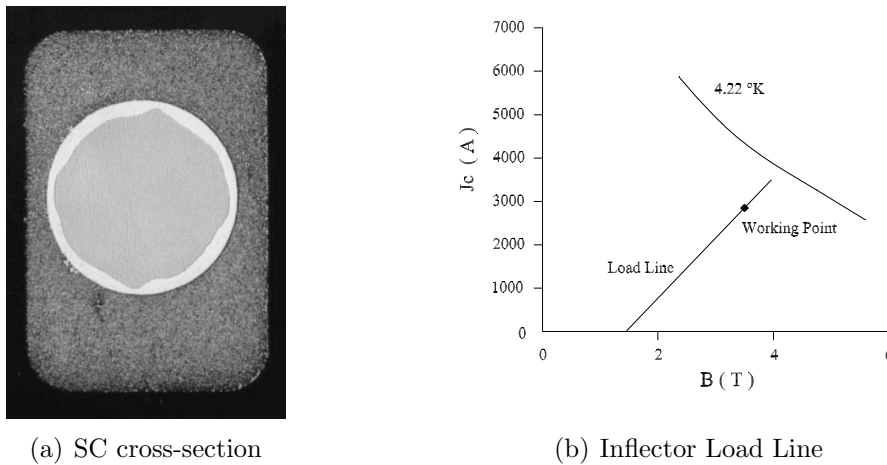 7000
6000
5000
4000
3000
2000
1000
0
Jc ( A )
4.22 °K
Working Point
Load Line
0
2
4
6
B ( T )
(a) SC cross-section
(b) Inflector Load Line